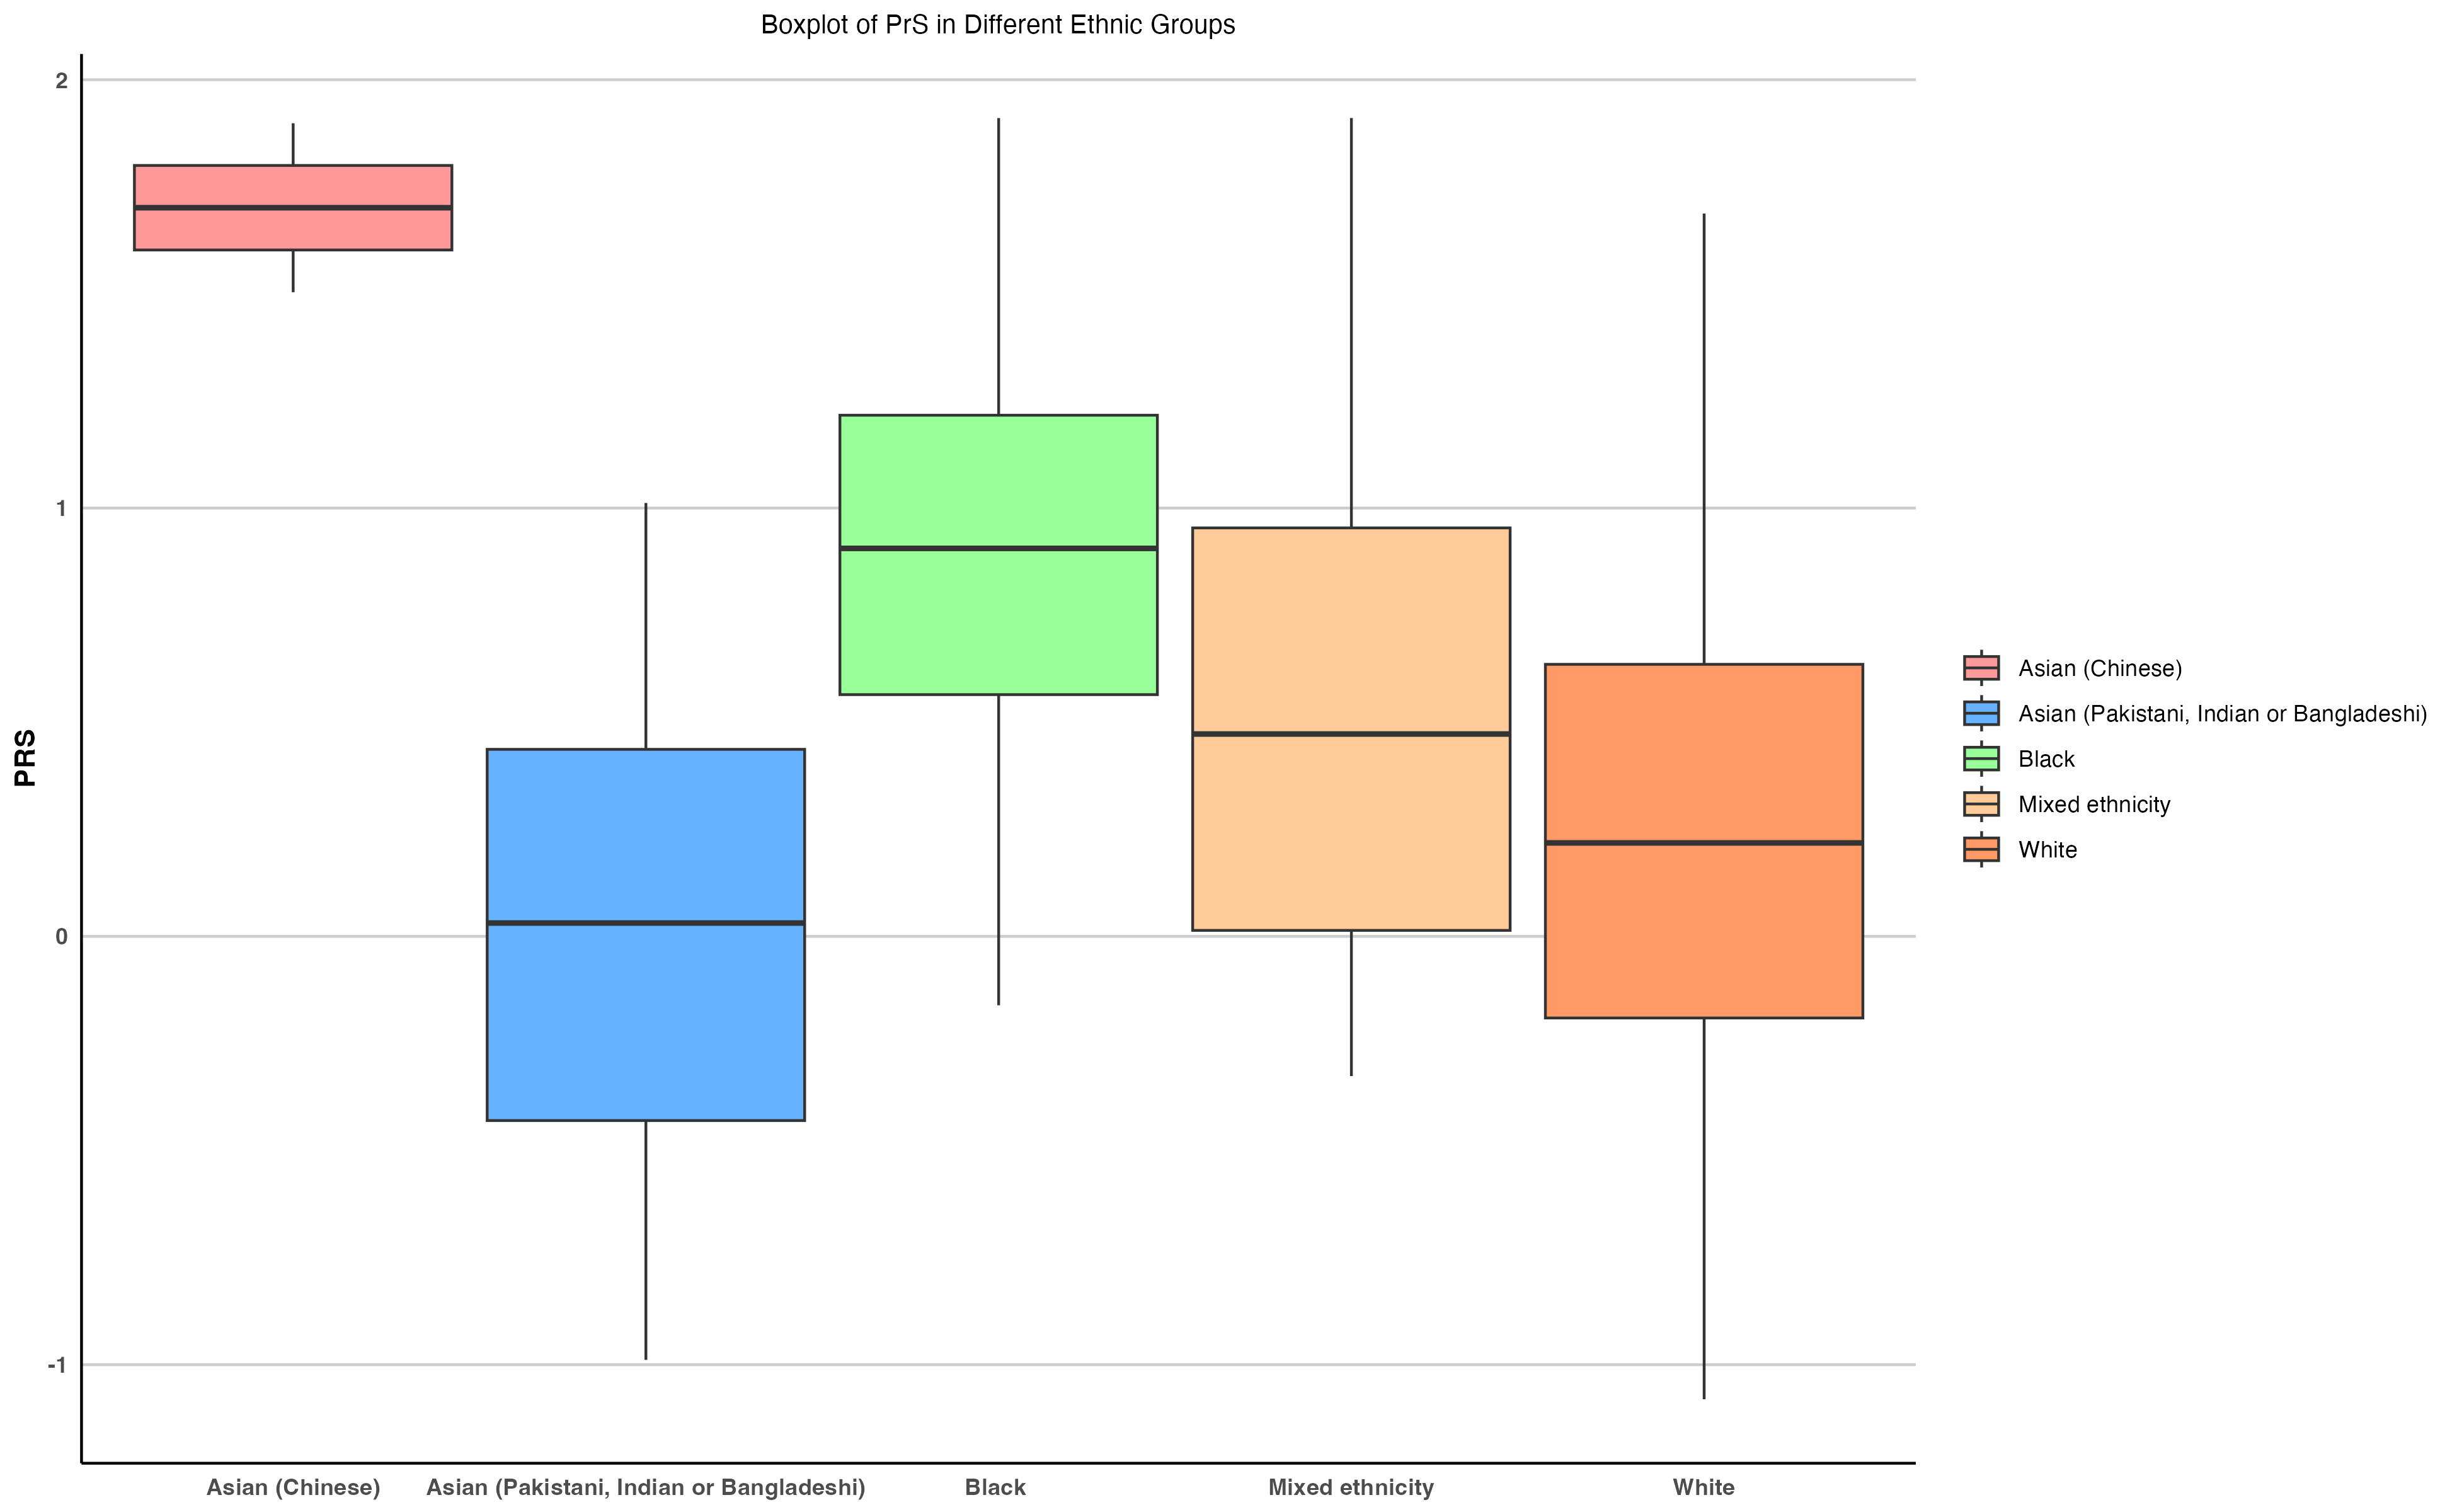 Boxplot of PrS in Different Ethnic Groups
2
1
0
-1
PRS
Asian (Chinese)
Asian (Pakistani, Indian or Bangladeshi)
Black
Mixed ethnicity
White
Asian (Chinese)
Asian (Pakistani, Indian or Bangladeshi)
Black
Mixed ethnicity
White